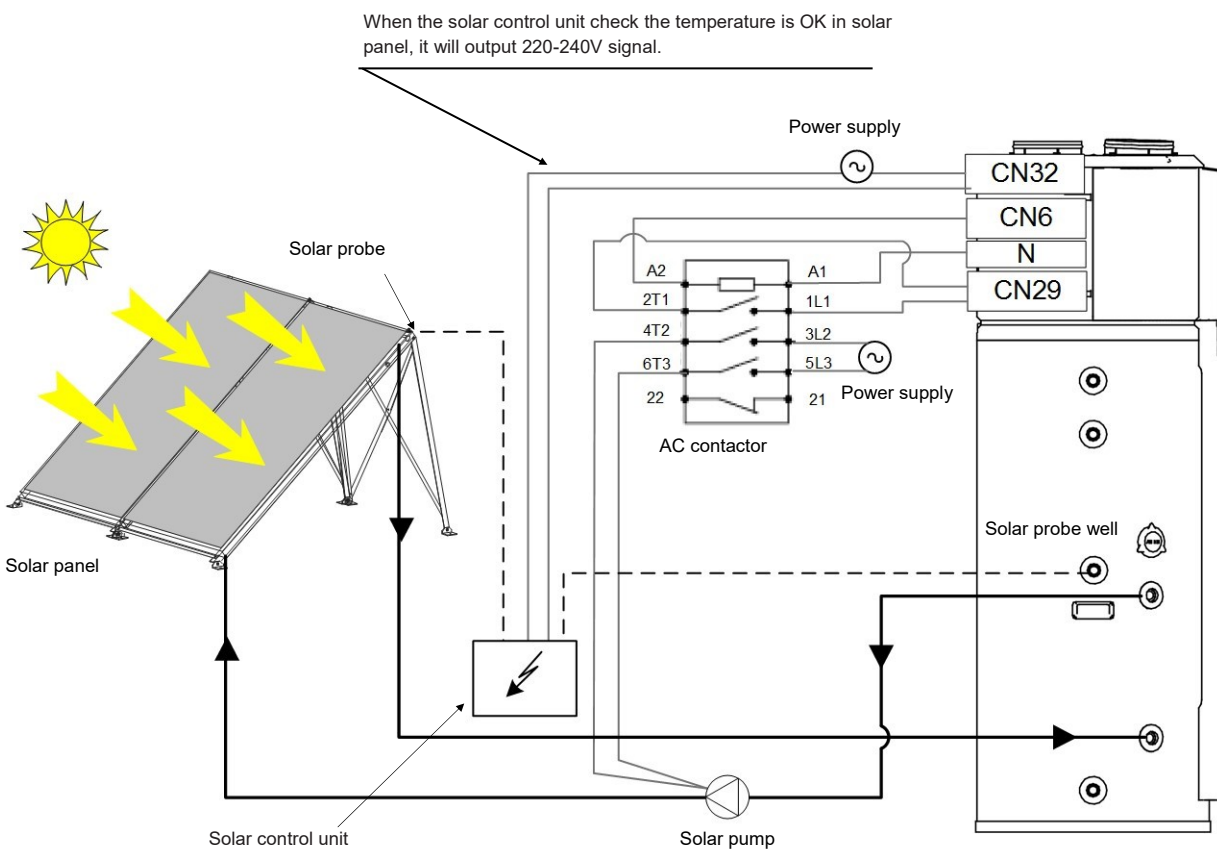 When the solar control unit check the temperature is OK in solar
panel, it will output 220-240V signal.
Power supply
CN32
CN6
N
CN29
Solar probe
A2
A1
2T1
1L1
4T2
3L2
6T3
5L3
22
21
Power supply
AC contactor
Solar probe well
Solar panel
Solar control unit
Solar pump